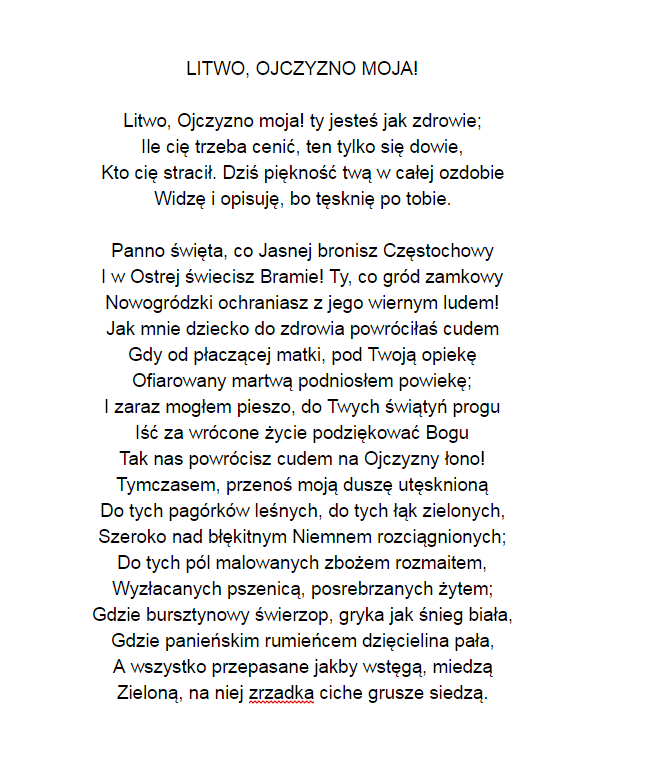 LITWO, OJCZYZNO MOJA!
Litwo, Ojczyzno moja! ty jesteś jak zdrowie;
Ile cię trzeba cenić, ten tylko się dowie,
Kto cię stracił. Dziś piękność twą w całej ozdobie
Widzę i opisuję, bo tęsknię po tobie.
Panno święta, co Jasnej bronisz Częstochowy
I w Ostrej świecisz Bramie! Ty, co gród zamkowy
Nowogródzki ochraniasz z jego wiernym ludem!
Jak mnie dziecko do zdrowia powróciłaś cudem
Gdy od płaczącej matki, pod Twoją opiekę
Ofiarowany martwą podniosłem powiekę;
I zaraz mogłem pieszo, do Twych świątyń progu
Iść za wrócone życie podziękować Bogu
Tak nas powrócisz cudem na Ojczyzny łono!
Tymczasem, przenoś moją duszę utęsknioną
Do tych pagórków leśnych, do tych łąk zielonych,
Szeroko nad błękitnym Niemnem rozciągnionych;
Do tych pól malowanych zbożem rozmaitem,
Wyzłacanych pszenicą, posrebrzanych żytem;
Gdzie bursztynowy świerzop, gryka jak śnieg biała,
Gdzie panieńskim rumieńcem dzięcielina pała,
A wszystko przepasane jakby wstęgą, miedzą
Zieloną, na niej zrzadka ciche grusze siedzą.